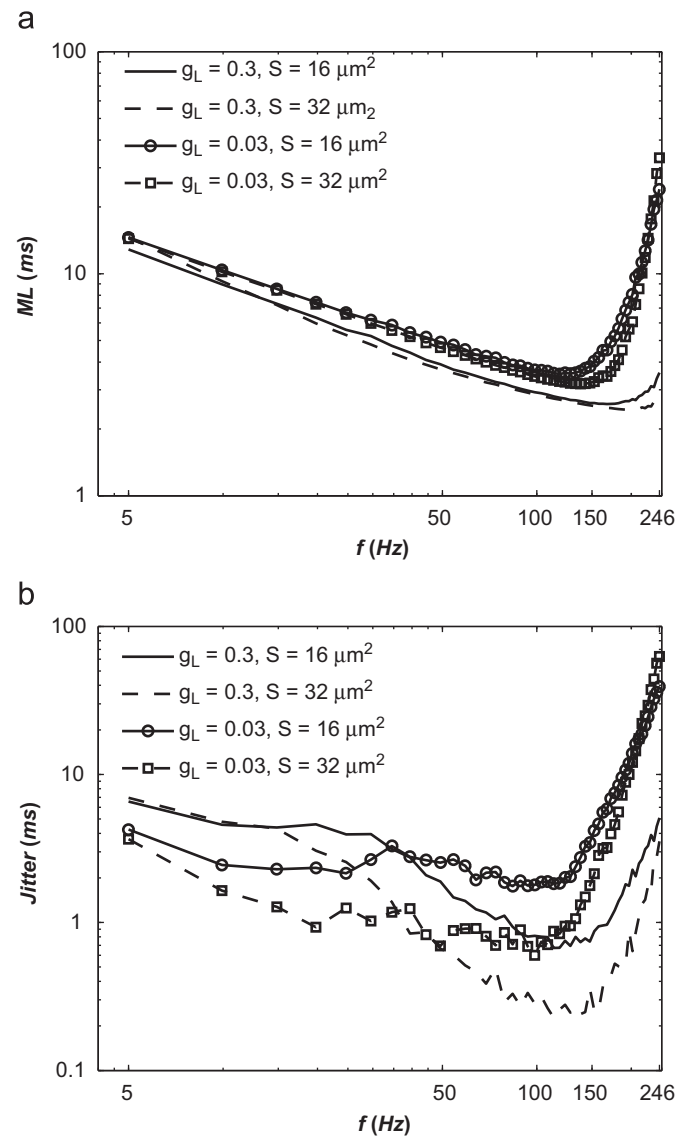 a
100
g_L = 0.3, S = 16 μm²
g_L = 0.3, S = 32 μm₂
g_L = 0.03, S = 16 μm²
g_L = 0.03, S = 32 μm²
ML (ms)
10
1
5
50
100
150
246
f (Hz)
b
100
g_L = 0.3, S = 16 μm²
g_L = 0.3, S = 32 μm²
g_L = 0.03, S = 16 μm²
g_L = 0.03, S = 32 μm²
Jitter (ms)
10
1
0.1
5
50
100
150
246
f (Hz)